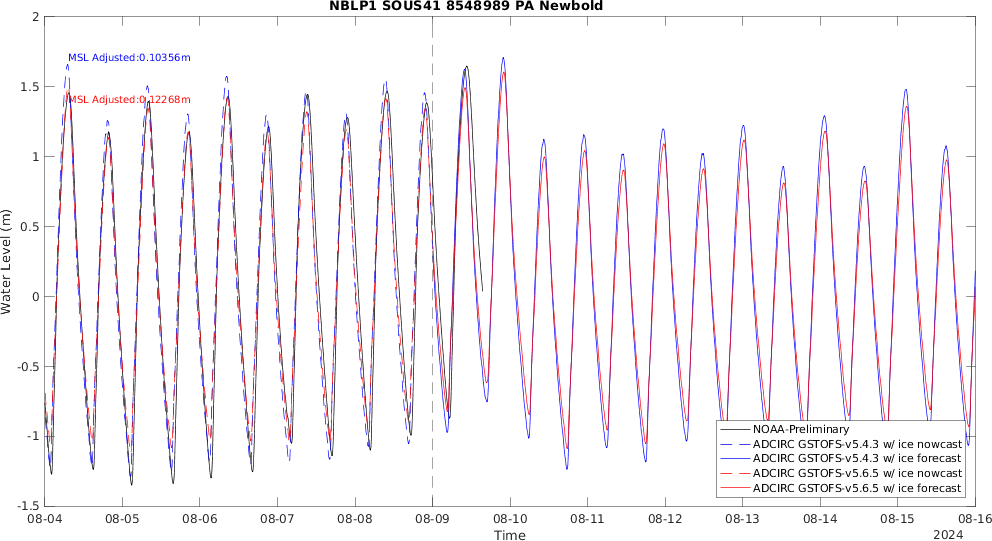 NBLP1 SOUS41 8548989 PA Newbold
2
1.5
1
0.5
0
-0.5
-1
-1.5
Water Level (m)
MSL Adjusted:0.10356m
MSL Adjusted:0.12268m
NOAA-Preliminary
ADCIRC GSTOFS-v5.4.3 w/ ice nowcast
ADCIRC GSTOFS-v5.4.3 w/ ice forecast
ADCIRC GSTOFS-v5.6.5 w/ ice nowcast
ADCIRC GSTOFS-v5.6.5 w/ ice forecast
08-04 08-05 08-06 08-07 08-08 08-09 08-10 08-11 08-12 08-13 08-14 08-15 08-16
Time 2024